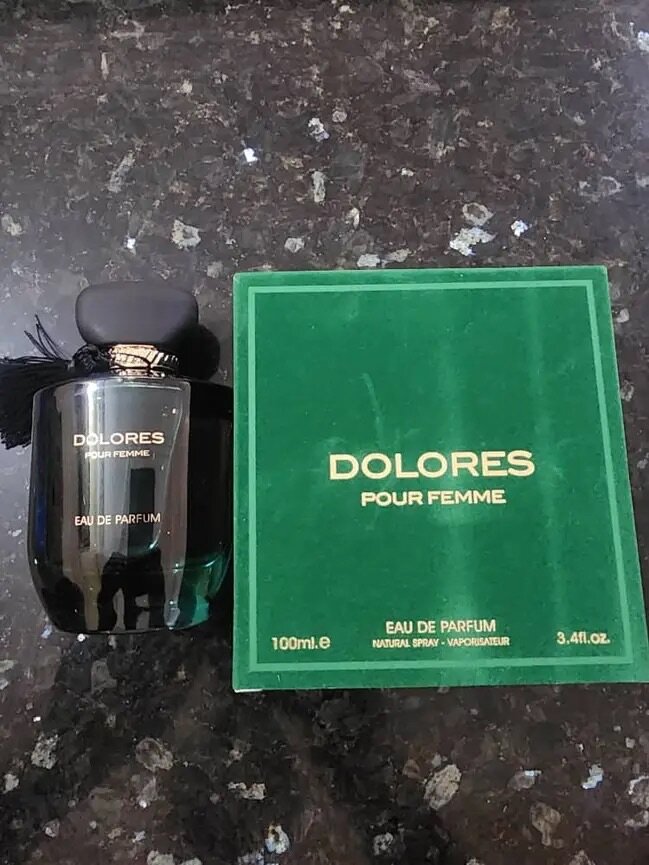 DOLORES
POUR FEMME
EAU DE PARFUM
DOLORES
POUR FEMME
EAU DE PARFUM
100ml.e NATURAL SPRAY - VAPORISATEUR 3.4fl.oz.